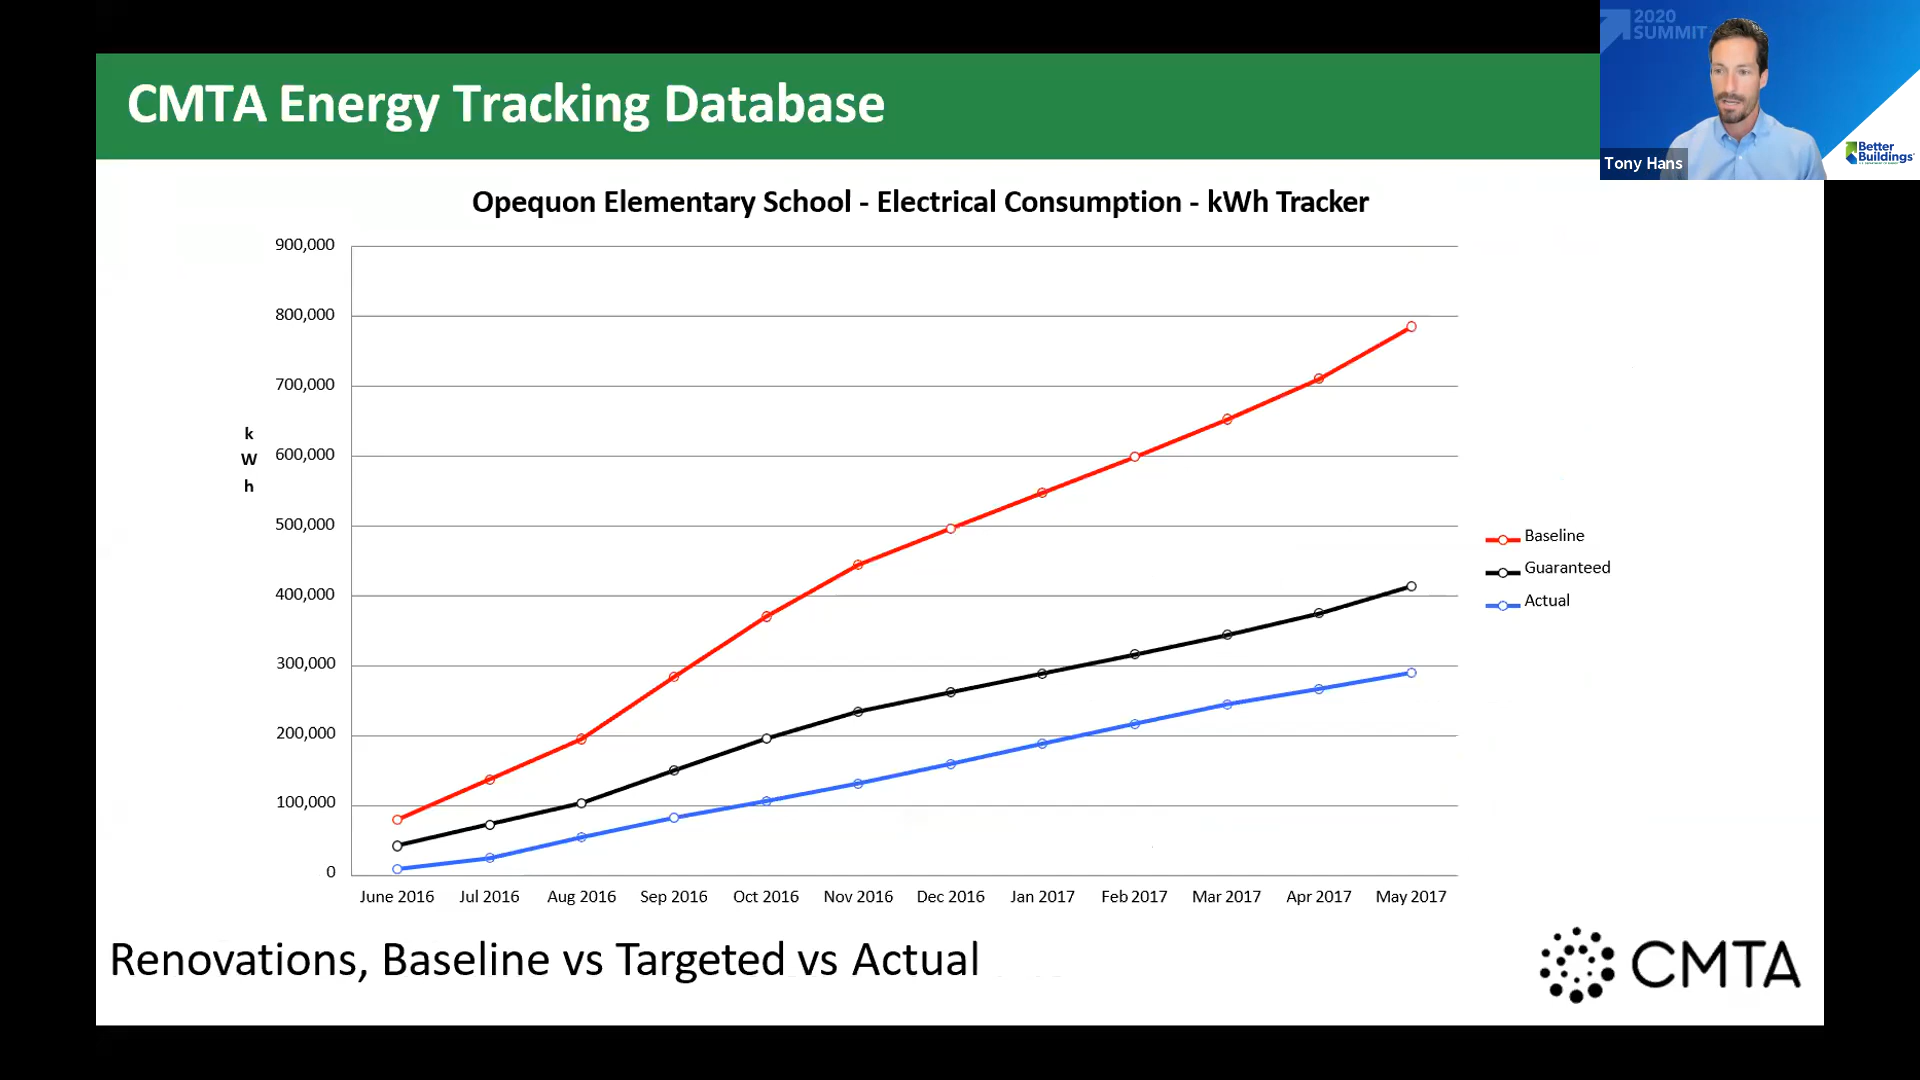 CMTA Energy Tracking Database
2020
SUMMIT
Tony Hans
Better
Buildings
Opequon Elementary School - Electrical Consumption - kWh Tracker
900,000
800,000
700,000
600,000
500,000
400,000
300,000
200,000
100,000
0
k
W
h
June 2016 Jul 2016 Aug 2016 Sep 2016 Oct 2016 Nov 2016 Dec 2016 Jan 2017 Feb 2017 Mar 2017 Apr 2017 May 2017
Baseline
Guaranteed
Actual
Renovations, Baseline vs Targeted vs Actual
CMTA